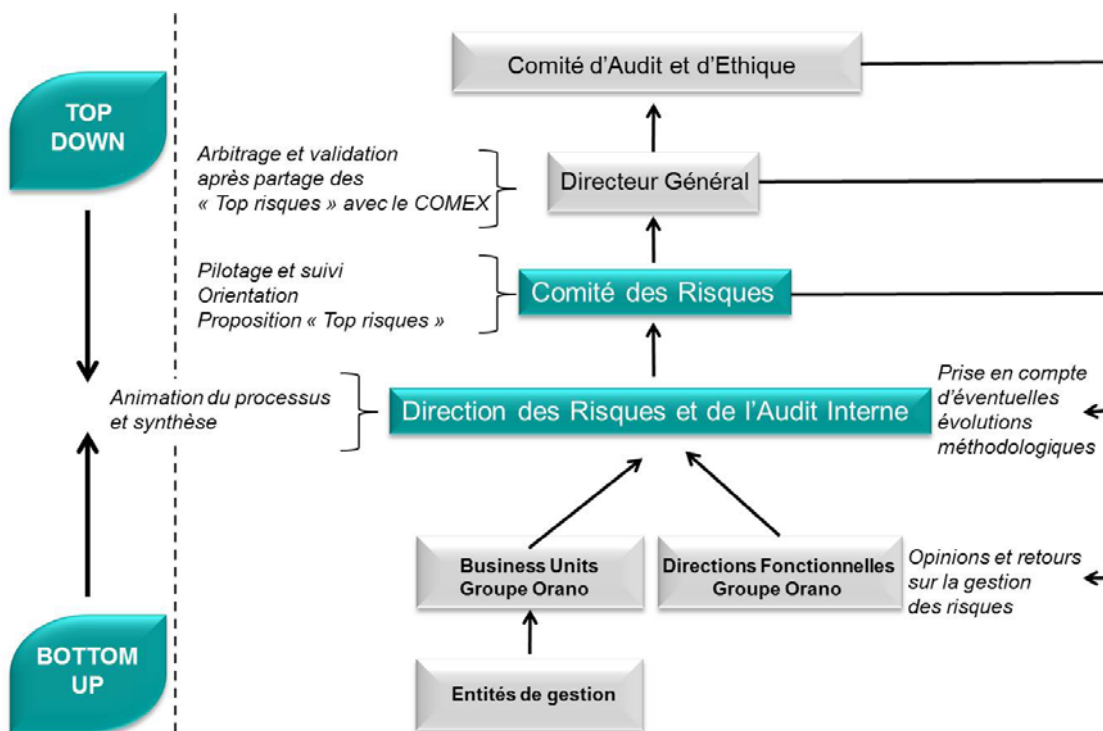 Comité d'Audit et d'Ethique
TOP
DOWN
Arbitrage et validation
après partage des
« Top risques » avec le COMEX
Directeur Général
Pilotage et suivi
Orientation
Proposition « Top risques »
Comité des Risques
Animation du processus
et synthèse
Direction des Risques et de l'Audit Interne
Prise en compte
d'éventuelles
évolutions
méthodologiques
Business Units
Groupe Orano
Directions Fonctionnelles
Groupe Orano
Opinions et retours
sur la gestion
des risques
BOTTOM
UP
Entités de gestion